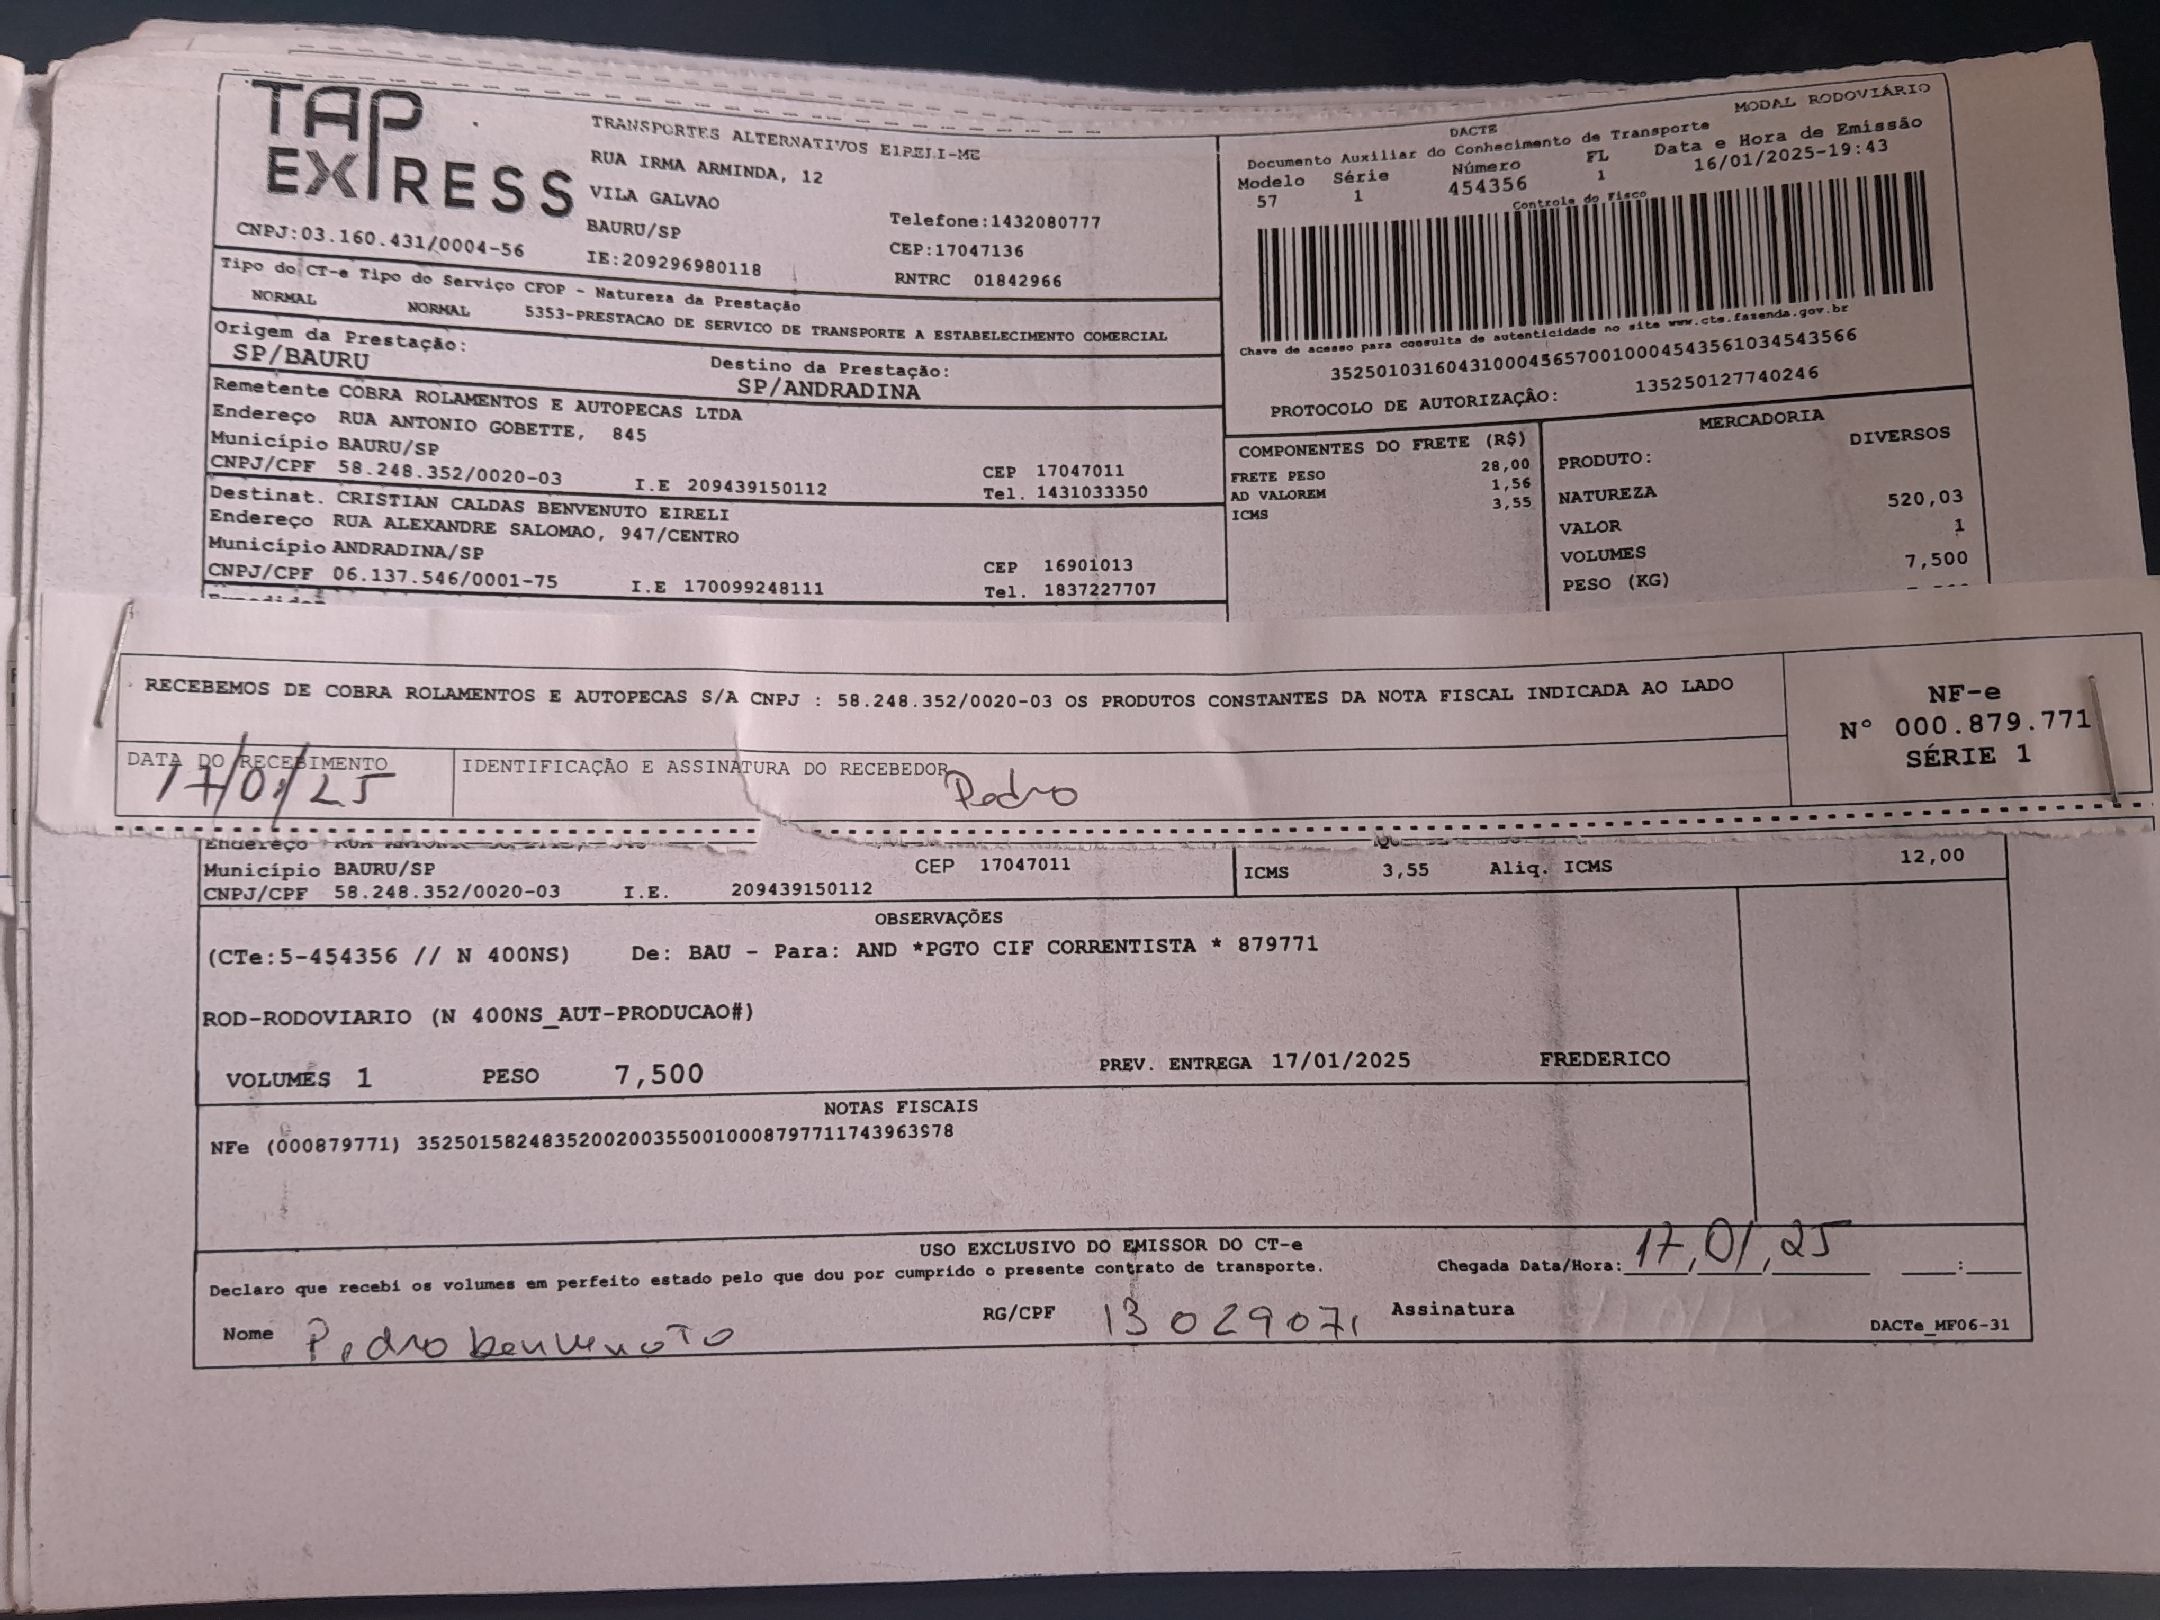 TAP
EXPRESS
TRANSPORTES ALTERNATIVOS EIRELI-ME
RUA IRMA ARMINDA, 12
VILA GALVAO
BAURU/SP Telefone:1432080777
CEP:17047136
CNPJ:03.160.431/0004-56 IE:209296980118 RNTRC 01842966
MODAL RODOVIÁRIO
DACTE
Documento Auxiliar do Conhecimento de Transporte
Modelo Série Número FL Data e Hora de Emissão
57 1 454356 1 16/01/2025-19:43
Controle do Fisco
Chave de acesso para consulta de autenticidade no site www.cte.fazenda.gov.br
35250103160431000456570010004543561034543566
PROTOCOLO DE AUTORIZAÇÂO: 135250127740246
Tipo do CT-e Tipo do Serviço CFOP - Natureza da Prestação
NORMAL NORMAL 5353-PRESTACAO DE SERVICO DE TRANSPORTE A ESTABELECIMENTO COMERCIAL
Origem da Prestação: Destino da Prestação:
SP/BAURU SP/ANDRADINA
Remetente COBRA ROLAMENTOS E AUTOPECAS LTDA
Endereço RUA ANTONIO GOBETTE, 845
Município BAURU/SP CEP 17047011
CNPJ/CPF 58.248.352/0020-03 I.E 209439150112 Tel. 1431033350
Destinat. CRISTIAN CALDAS BENVENUTO EIRELI
Endereço RUA ALEXANDRE SALOMAO, 947/CENTRO
Município ANDRADINA/SP CEP 16901013
CNPJ/CPF 06.137.546/0001-75 I.E 170099248111 Tel. 1837227707
COMPONENTES DO FRETE (R$)
FRETE PESO 28,00
AD VALOREM 1,56
ICMS 3,55
MERCADORIA
PRODUTO: DIVERSOS
NATUREZA
VALOR 520,03
VOLUMES 1
PESO (KG) 7,500
RECEBEMOS DE COBRA ROLAMENTOS E AUTOPECAS S/A CNPJ : 58.248.352/0020-03 OS PRODUTOS CONSTANTES DA NOTA FISCAL INDICADA AO LADO
NF-e
N° 000.879.771
SÉRIE 1
DATA DO RECEBIMENTO IDENTIFICAÇÃO E ASSINATURA DO RECEBEDOR
17/01/25 Pedro
Endereço
Município BAURU/SP CEP 17047011
CNPJ/CPF 58.248.352/0020-03 I.E. 209439150112
ICMS 3,55 Aliq. ICMS 12,00
OBSERVAÇÕES
(CTe:5-454356 // N 400NS) De: BAU - Para: AND *PGTO CIF CORRENTISTA * 879771
ROD-RODOVIARIO (N 400NS_AUT-PRODUCAO#)
VOLUMES 1 PESO 7,500 PREV. ENTREGA 17/01/2025 FREDERICO
NOTAS FISCAIS
NFe (000879771) 35250158248352002003550010008797711743963978
USO EXCLUSIVO DO EMISSOR DO CT-e
Declaro que recebi os volumes em perfeito estado pelo que dou por cumprido o presente contrato de transporte. Chegada Data/Hora: 17,01,25 :
Nome Pedro benvenoto RG/CPF 13029071 Assinatura
DACTe_MF06-31